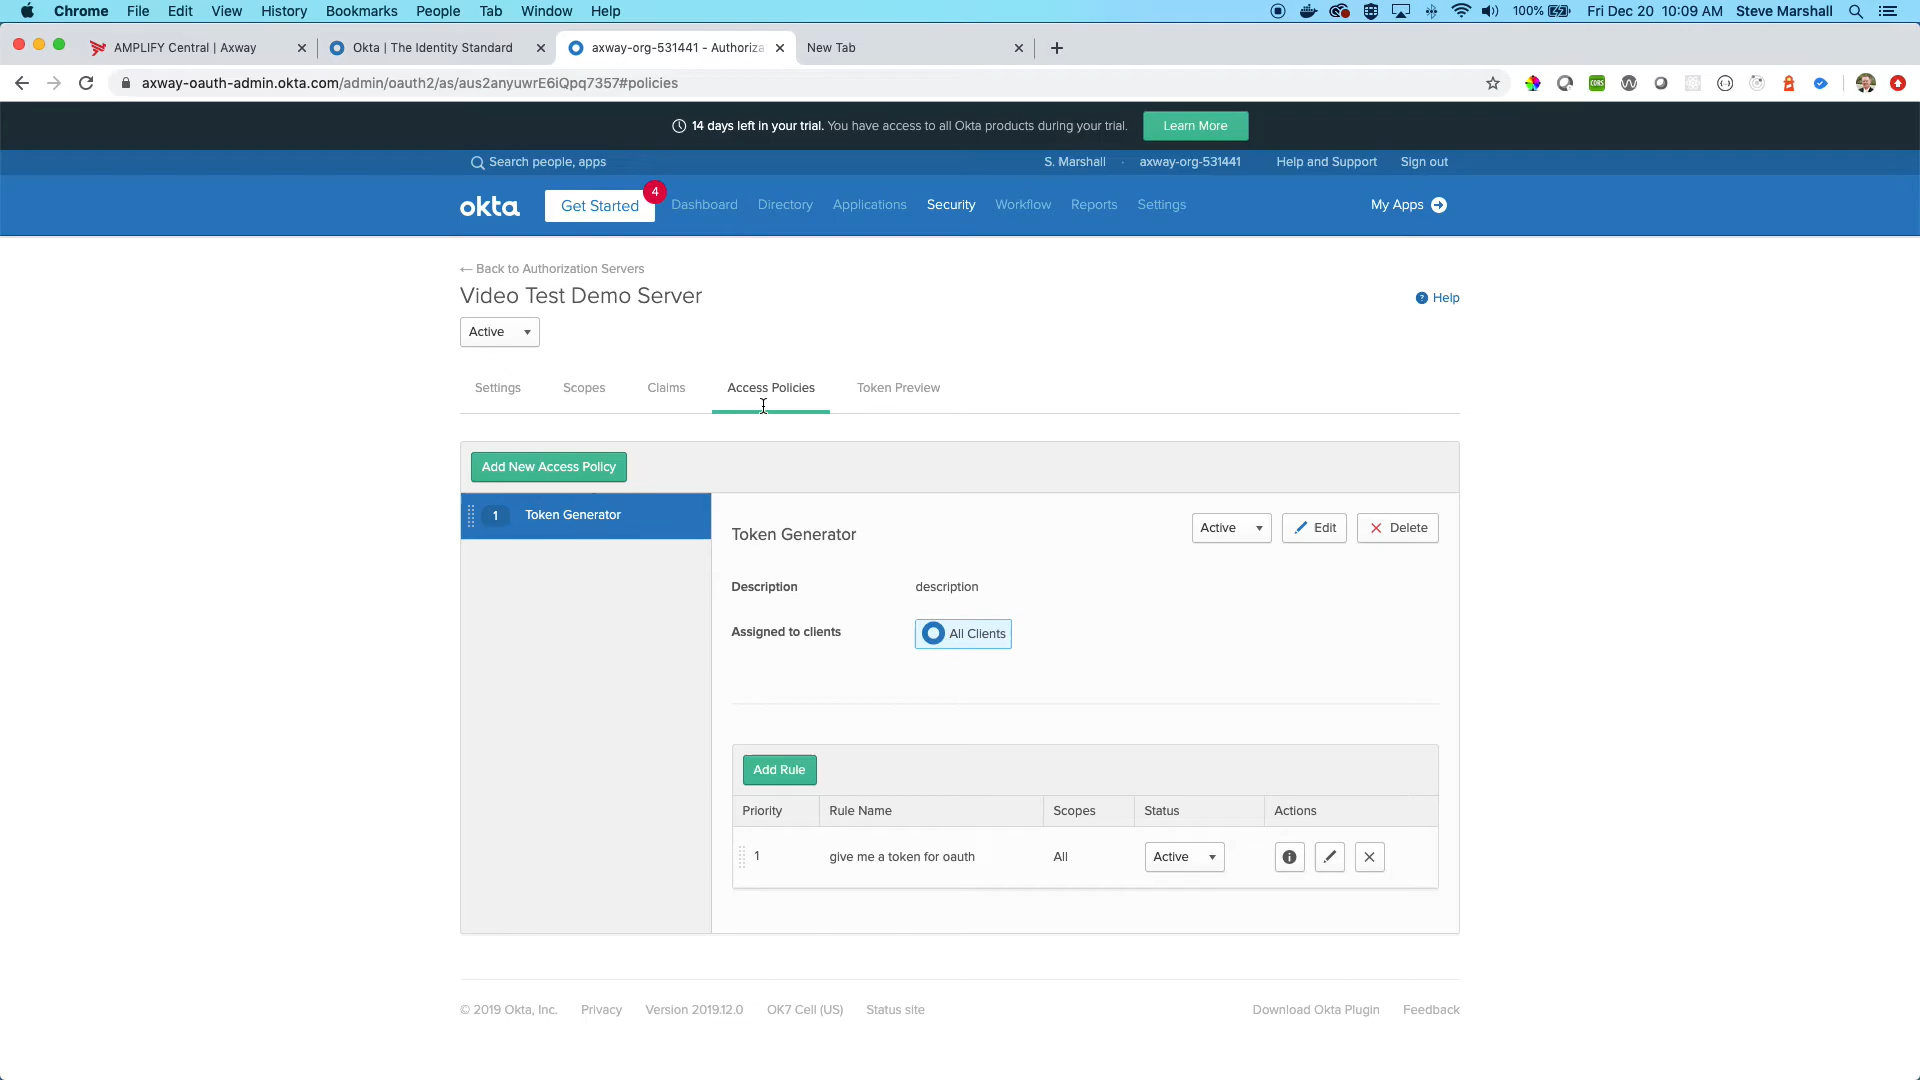 Chrome File Edit View History Bookmarks People Tab Window Help 100% Fri Dec 20 10:09 AM Steve Marshall
AMPLIFY Central | Axway Okta | The Identity Standard axway-org-531441 - Authoriza New Tab
axway-oauth-admin.okta.com/admin/oauth2/as/aus2anyuwrE6iQpq7357#policies CORS
14 days left in your trial. You have access to all Okta products during your trial. Learn More
Search people, apps S. Marshall · axway-org-531441 Help and Support Sign out
okta Get Started 4 Dashboard Directory Applications Security Workflow Reports Settings My Apps
← Back to Authorization Servers
Video Test Demo Server
Help
Active
Settings Scopes Claims Access Policies Token Preview
Add New Access Policy
1 Token Generator
Token Generator Active Edit Delete
Description description
Assigned to clients All Clients
Add Rule
Priority Rule Name Scopes Status Actions
1 give me a token for oauth All Active
© 2019 Okta, Inc. Privacy Version 2019.12.0 OK7 Cell (US) Status site Download Okta Plugin Feedback